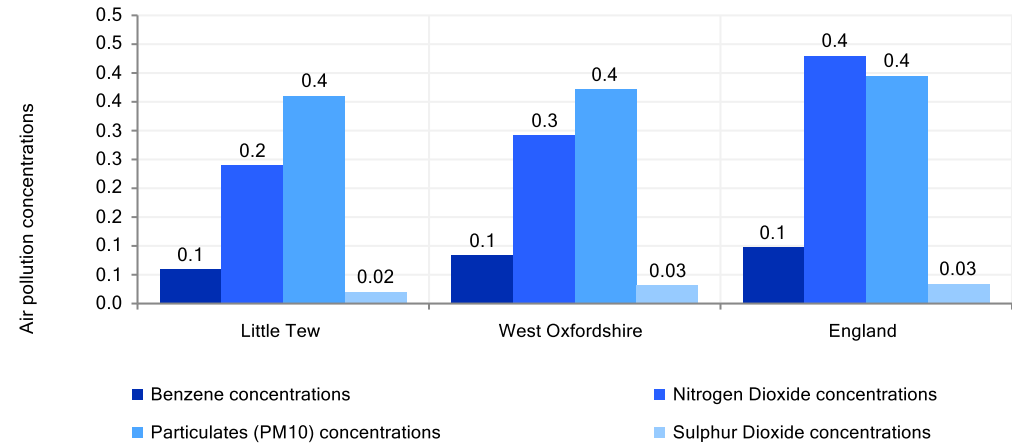 Air pollution concentrations
0.5
0.5
0.4
0.4
0.3
0.3
0.2
0.2
0.1
0.1
0.0
0.1
0.2
0.4
0.02
0.1
0.3
0.4
0.03
0.1
0.4
0.4
0.03
Little Tew
West Oxfordshire
England
Benzene concentrations
Nitrogen Dioxide concentrations
Particulates (PM10) concentrations
Sulphur Dioxide concentrations